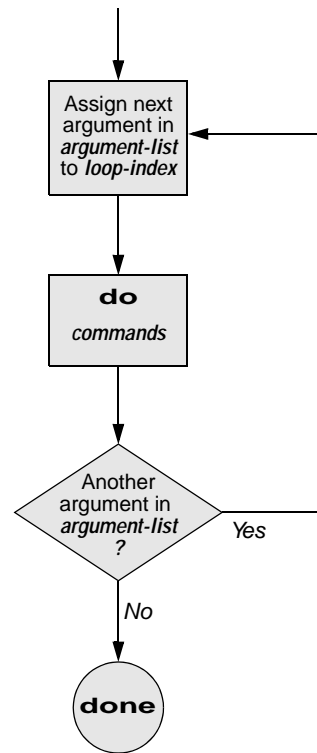 Assign next
argument in
argument-list
to loop-index
do
commands
Another
argument in
argument-list
?
Yes
No
done